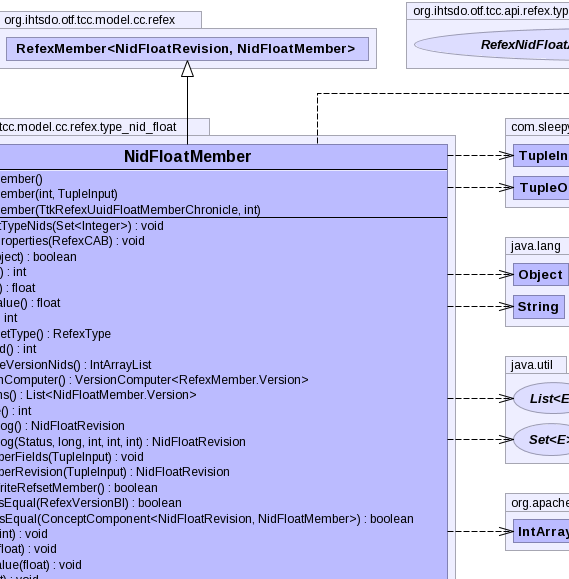 org.ihtsdo.otf.tcc.model.cc.refex
RefexMember<NidFloatRevision, NidFloatMember>
org.ihtsdo.otf.tcc.api.refex.typ
RefexNidFloat
tcc.model.cc.refex.type_nid_float
NidFloatMember
ember()
ember(int, TupleInput)
ember(TtkRefexUuidFloatMemberChronicle, int)
tTypeNids(Set<Integer>) : void
roperties(RefexCAB) : void
ject) : boolean
) : int
) : float
alue() : float
int
etType() : RefexType
d() : int
eVersionNids() : IntArrayList
nComputer() : VersionComputer<RefexMember.Version>
ns() : List<NidFloatMember.Version>
e() : int
log() : NidFloatRevision
log(Status, long, int, int, int) : NidFloatRevision
berFields(TupleInput) : void
berRevision(TupleInput) : NidFloatRevision
riteRefsetMember() : boolean
sEqual(RefexVersionBI) : boolean
sEqual(ConceptComponent<NidFloatRevision, NidFloatMember>) : boolean
int) : void
float) : void
alue(float) : void
t) : void
com.sleepy
TupleIn
TupleO
java.lang
Object
String
java.util
List<E
Set<E>
org.apache
IntArray